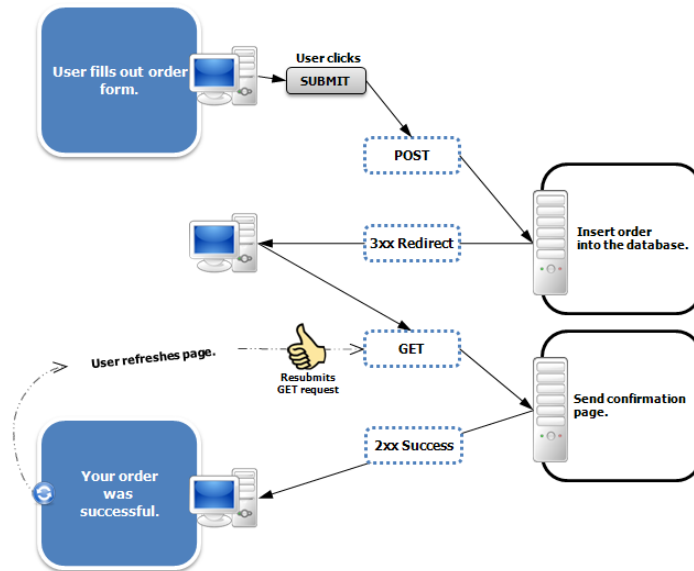 User fills out order
form.
User clicks
SUBMIT
POST
Insert order
into the database.
3xx Redirect
User refreshes page.
Resubmits
GET request
GET
Send confirmation
page.
2xx Success
Your order
was
successful.